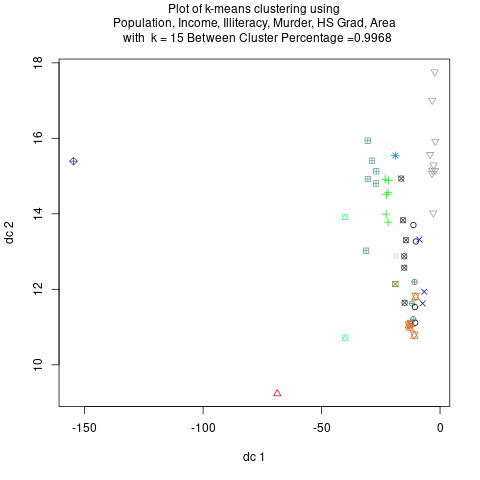 Plot of k-means clustering using
Population, Income, Illiteracy, Murder, HS Grad, Area
with k = 15 Between Cluster Percentage =0.9968
18
16
14
12
10
dc 2
-150 -100 -50 0
dc 1